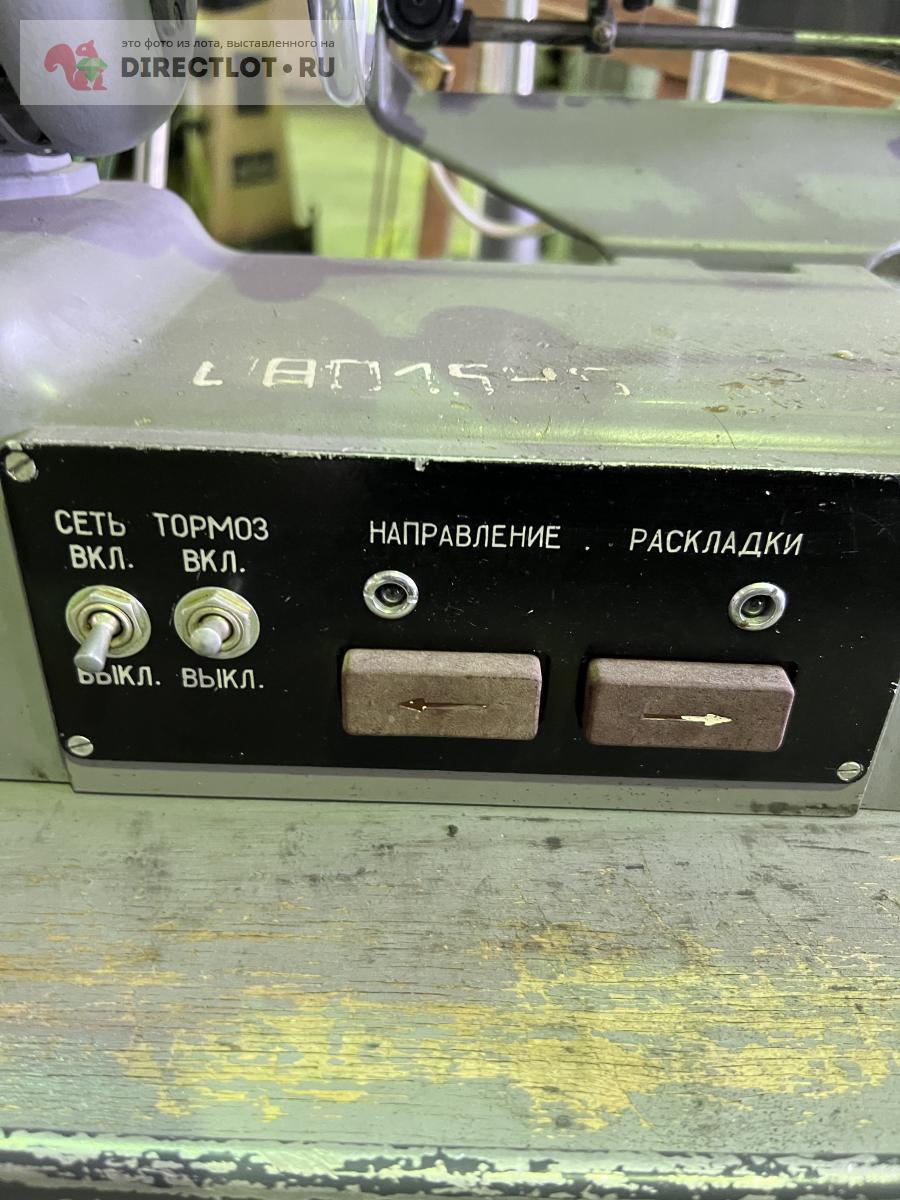 это фото из лота, выставленного на
DIRECTLOT•RU
СЕТЬ ТОРМОЗ НАПРАВЛЕНИЕ . РАСКЛАДКИ
ВКЛ. ВКЛ.
ВЫКЛ. ВЫКЛ.